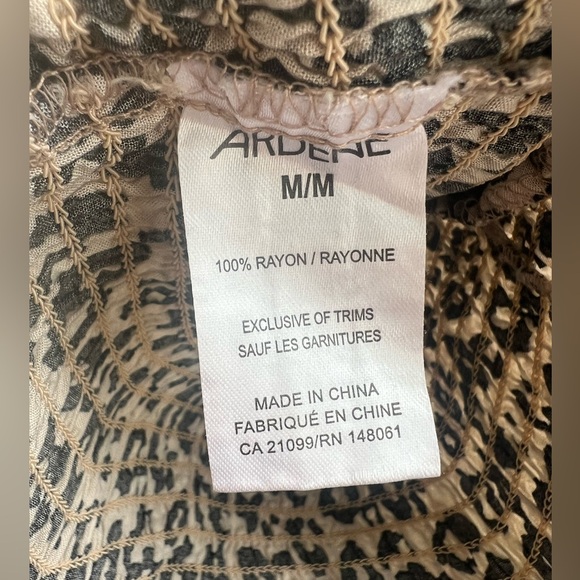 ARDENE
M/M
100% RAYON / RAYONNE
EXCLUSIVE OF TRIMS
SAUF LES GARNITURES
MADE IN CHINA
FABRIQUÉ EN CHINE
CA 21099/RN 148061